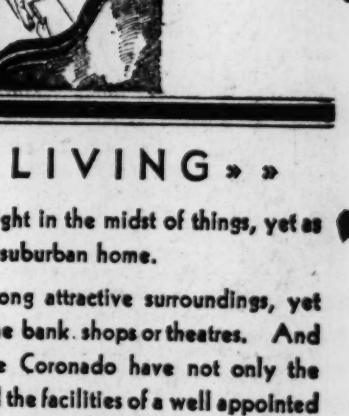 LIVING » »
ght in the midst of things, yet as
suburban home.
ong attractive surroundings, yet
e bank. shops or theatres. And
e Coronado have not only the
the facilities of a well appointed